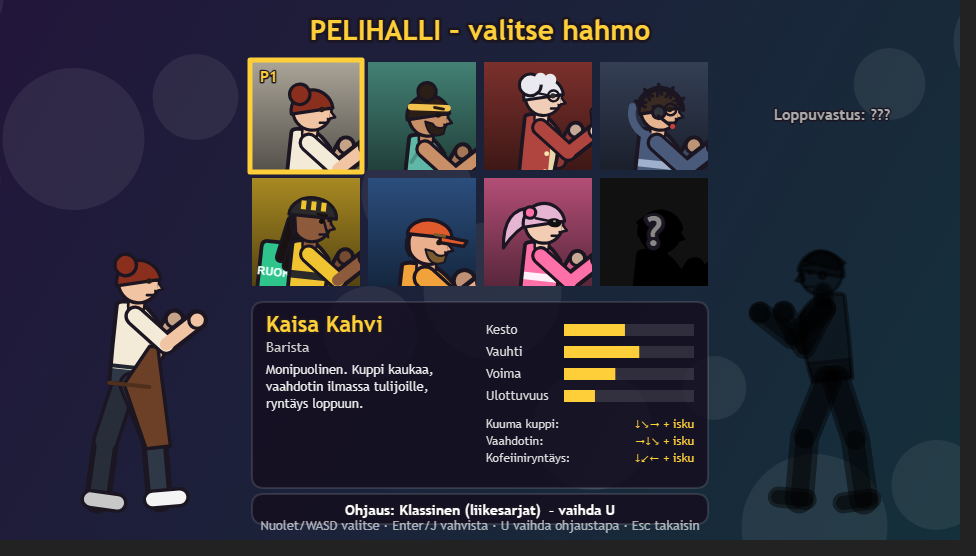 PELIHALLI – valitse hahmo
P1
Loppuvastus: ???
RUOK
?
Kaisa Kahvi
Barista
Monipuolinen. Kuppi kaukaa,
vaahdotin ilmassa tulijoille,
ryntäys loppuun.
Kesto
Vauhti
Voima
Ulottuvuus
Kuuma kuppi: ↓↘→ + isku
Vaahdotin: →↓↘ + isku
Kofeiiniryntäys: ↓↙← + isku
Ohjaus: Klassinen (liikesarjat) – vaihda U
Nuolet/WASD valitse · Enter/J vahvista · U vaihda ohjaustapa · Esc takaisin